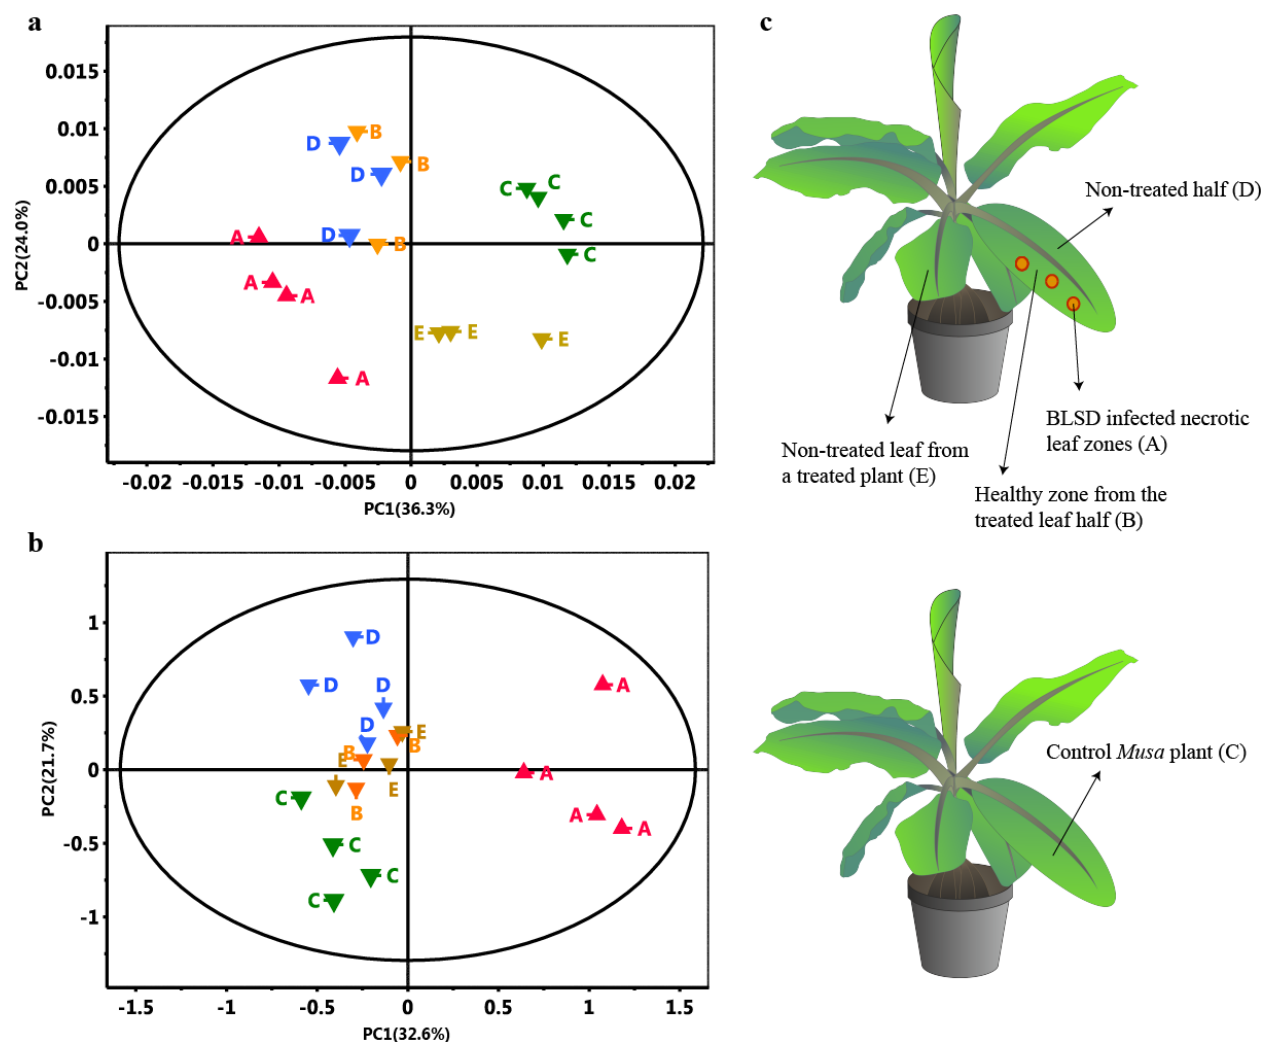 a
0.015
0.01
0.005
0
-0.005
-0.01
-0.015
PC2(24.0%)
B
D
B
D
C
C
D
B
C
A
C
A
A
E
E
E
A
-0.02
-0.015
-0.01
-0.005
0
0.005
0.01
0.015
0.02
PC1(36.3%)
b
1
0.5
0
-0.5
-1
PC2(21.7%)
D
D
D
A
D
E
B
B
E
A
E
C
B
A
A
C
C
C
-1.5
-1
-0.5
0
0.5
1
1.5
PC1(32.6%)
c
Non-treated half (D)
BLSD infected necrotic
leaf zones (A)
Non-treated leaf from
a treated plant (E)
Healthy zone from the
treated leaf half (B)
Control Musa plant (C)